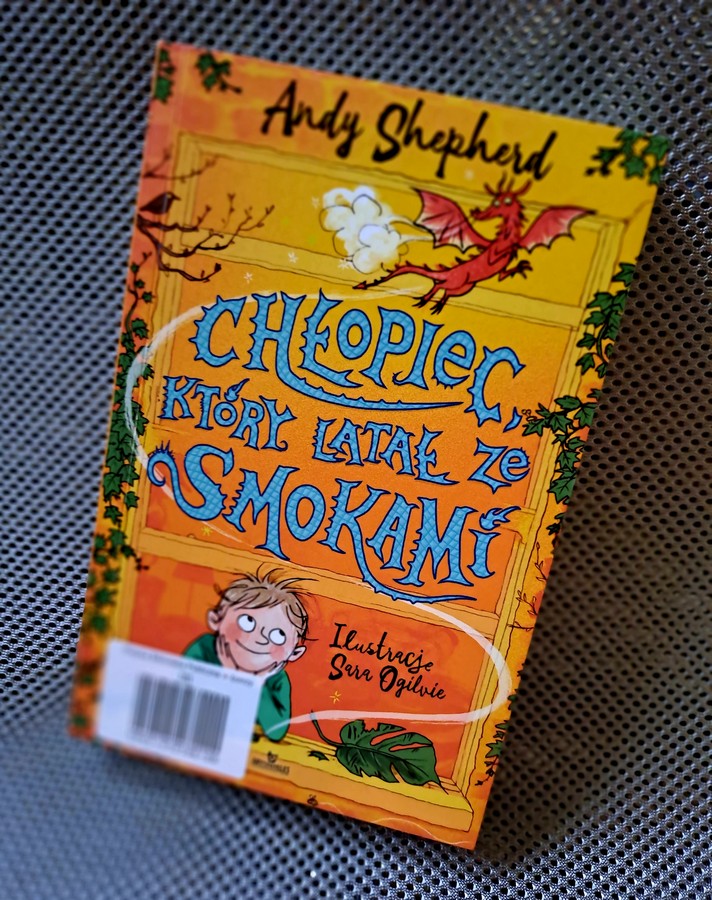 Andy Shepherd
CHŁOPIEC,
KTÓRY LATAŁ ZE
SMOKAMI
Ilustracje
Sara Ogilvie